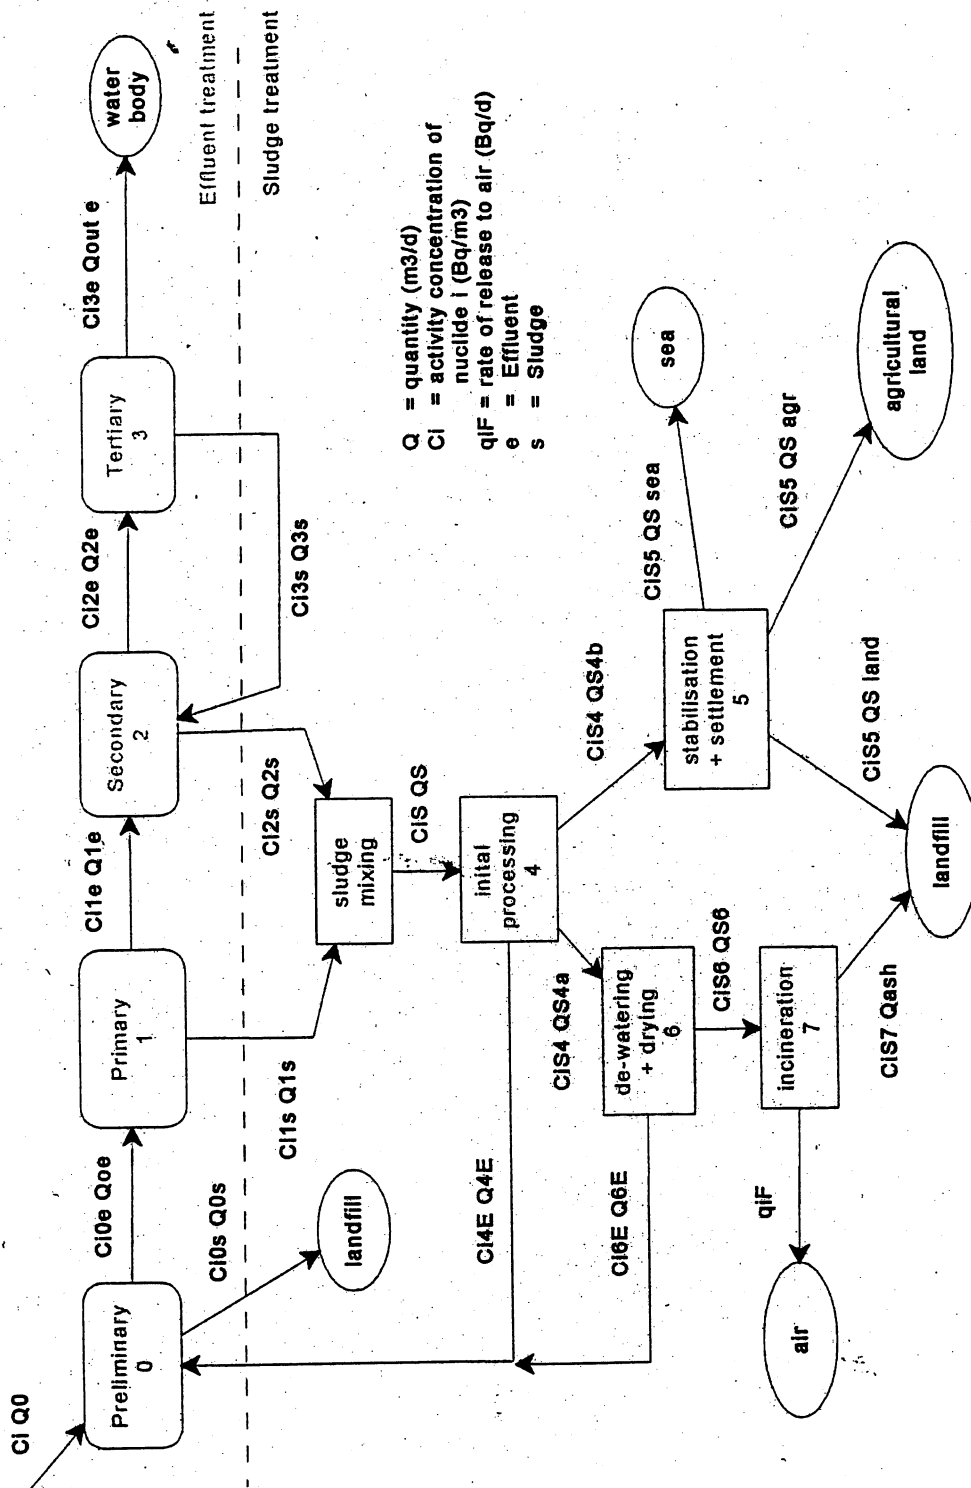 Ci Q0
Preliminary
0
Ci0e Qoe
Primary
1
Ci1e Q1e
Secondary
2
Ci2e Q2e
Tertiary
3
Ci3e Qout e
water
body
Effluent treatment
Sludge treatment
Ci0s Q0s
landfill
Ci1s Q1s
Ci2s Q2s
Ci3s Q3s
sludge
mixing
CiS QS
Q = quantity (m3/d)
Ci = activity concentration of
nuclide i (Bq/m3)
qiF = rate of release to air (Bq/d)
e = Effluent
s = Sludge
inital
processing
4
Ci4E Q4E
CiS4 QS4a
CiS4 QS4b
de-watering
+ drying
6
Ci6E Q6E
stabilisation
+ settlement
5
CiS5 QS sea
sea
CiS5 QS agr
agricultural
land
CiS6 QS6
incineration
7
qiF
air
CiS7 Qash
CiS5 QS land
landfill